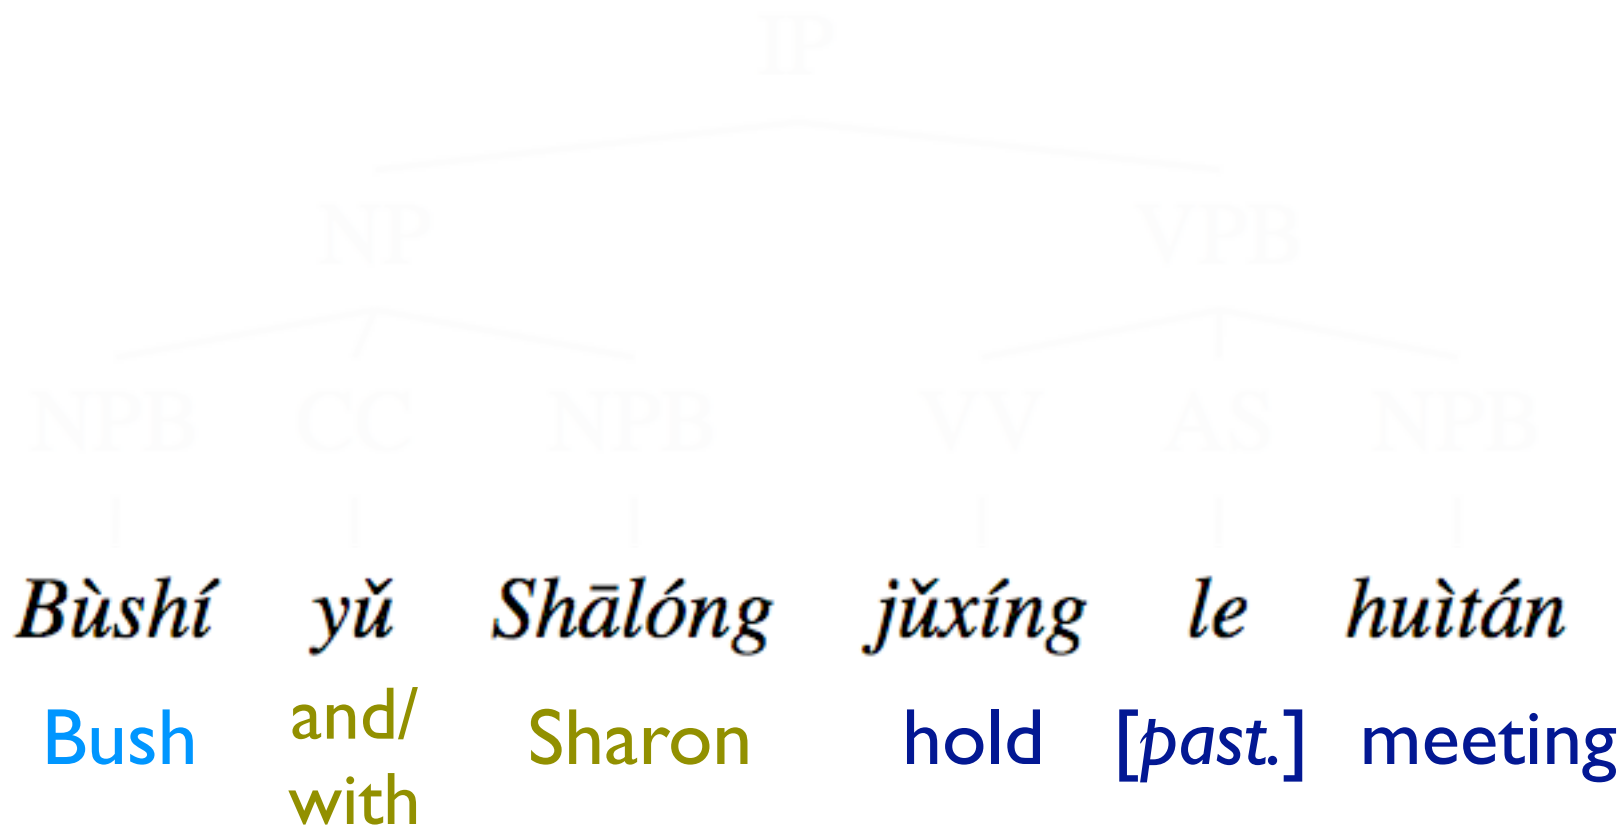 IP
NP VPB
NPB CC NPB VV AS NPB
Bùshí yǔ Shālóng jǔxíng le huìtán
Bush and/ with Sharon hold [past.] meeting